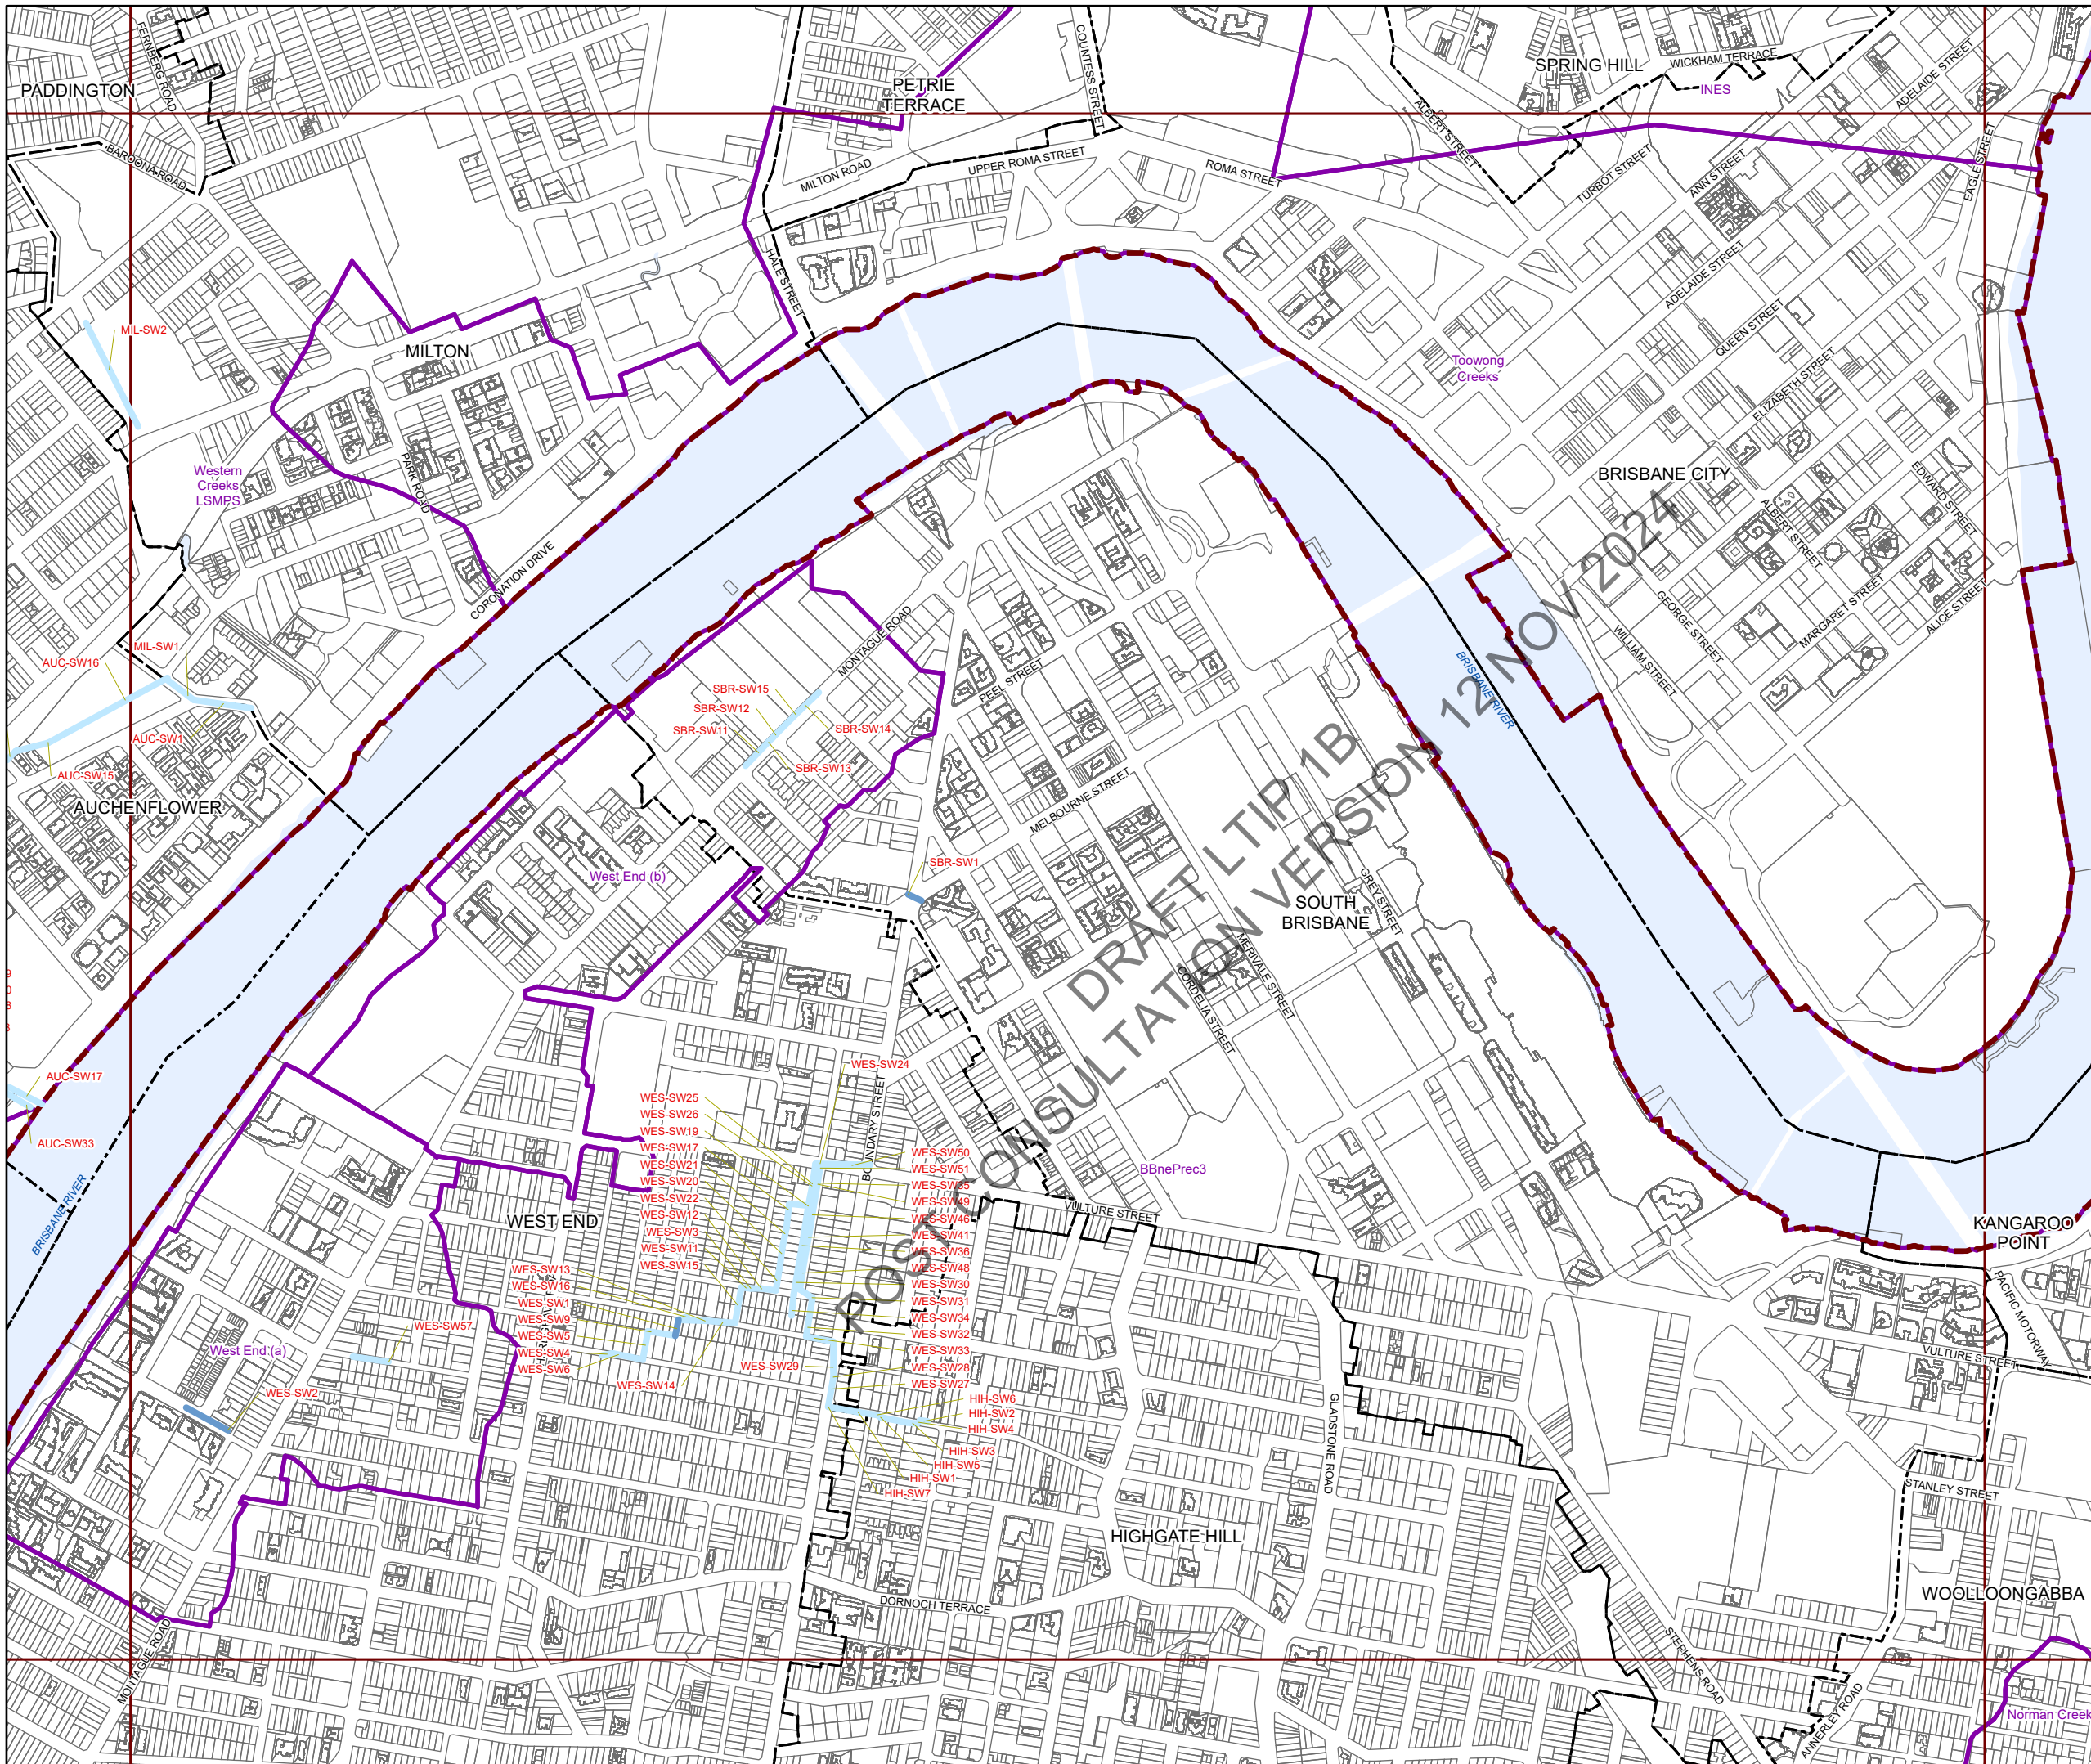 PADDINGTON
FERNBERG ROAD
PETRIE
TERRACE
COUNTESS STREET
SPRING HILL
WICKHAM TERRACE
INES
ADELAIDE STREET
ALBERT STREET
BAROONA ROAD
MILTON ROAD
UPPER ROMA STREET
ROMA STREET
TURBOT STREET
ANN STREET
EAGLE STREET
HALE STREET
ADELAIDE STREET
QUEEN STREET
MIL-SW2
MILTON
Toowong
Creeks
ELIZABETH STREET
Western
Creeks
LSMPS
PARK ROAD
BRISBANE CITY
EDWARD STREET
ALBERT STREET
CORONATION DRIVE
MONTAGUE ROAD
GEORGE STREET
WILLIAM STREET
MARGARET STREET
ALICE STREET
MIL-SW1
AUC-SW16
BRISBANE RIVER
PEEL STREET
SBR-SW15
SBR-SW12
SBR-SW11
SBR-SW14
SBR-SW13
AUC-SW1
AUC-SW15
AUCHENFLOWER
MELBOURNE STREET
SBR-SW1
West End (b)
GREY STREET
SOUTH
BRISBANE
MERIVALE STREET
CORDELIA STREET
DRAFT LTIP 1B
POST CONSULTATION VERSION 12 NOV 2024
9
0
8
3
AUC-SW17
AUC-SW33
WES-SW24
BOUNDARY STREET
WES-SW25
WES-SW26
WES-SW19
WES-SW17
WES-SW21
WES-SW20
WES-SW22
WES-SW12
WES-SW3
WES-SW11
WES-SW15
WES-SW50
WES-SW51
WES-SW35
WES-SW49
WES-SW46
WES-SW41
WES-SW36
WES-SW48
WES-SW30
WES-SW31
WES-SW34
WES-SW32
WES-SW33
WES-SW28
WES-SW27
BBnePrec3
VULTURE STREET
BRISBANE RIVER
WEST END
KANGAROO
POINT
PACIFIC MOTORWAY
WES-SW13
WES-SW16
WES-SW1
WES-SW9
WES-SW5
WES-SW4
WES-SW6
WES-SW57
West End (a)
WES-SW29
WES-SW14
WES-SW2
VULTURE STREET
HIH-SW6
HIH-SW2
HIH-SW4
HIH-SW3
HIH-SW5
HIH-SW1
HIH-SW7
GLADSTONE ROAD
STANLEY STREET
HIGHGATE HILL
DORNOCH TERRACE
WOOLLOONGABBA
MONTAGUE ROAD
STEPHENS ROAD
ANNERLEY ROAD
Norman Creek